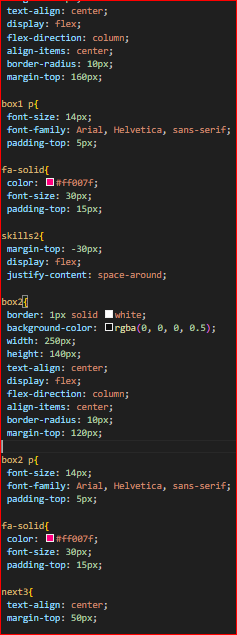 text-align: center;
display: flex;
flex-direction: column;
align-items: center;
border-radius: 10px;
margin-top: 160px;
box1 p{
font-size: 14px;
font-family: Arial, Helvetica, sans-serif;
padding-top: 5px;
fa-solid{
color: #ff007f;
font-size: 30px;
padding-top: 15px;
skills2{
margin-top: -30px;
display: flex;
justify-content: space-around;
box2{
border: 1px solid white;
background-color: rgba(0, 0, 0, 0.5);
width: 250px;
height: 140px;
text-align: center;
display: flex;
flex-direction: column;
align-items: center;
border-radius: 10px;
margin-top: 120px;
box2 p{
font-size: 14px;
font-family: Arial, Helvetica, sans-serif;
padding-top: 5px;
fa-solid{
color: #ff007f;
font-size: 30px;
padding-top: 15px;
next3{
text-align: center;
margin-top: 50px;